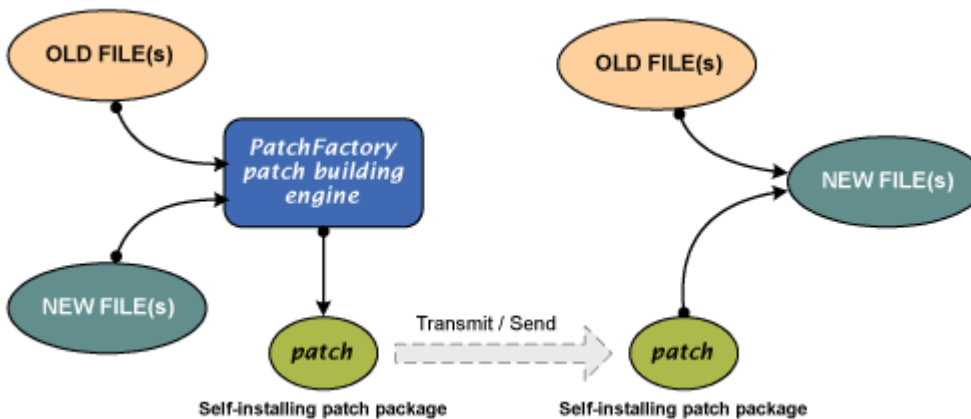 OLD FILE(s)
PatchFactory
patch building
engine
NEW FILE(s)
patch
Self-installing patch package
Transmit / Send
OLD FILE(s)
NEW FILE(s)
patch
Self-installing patch package